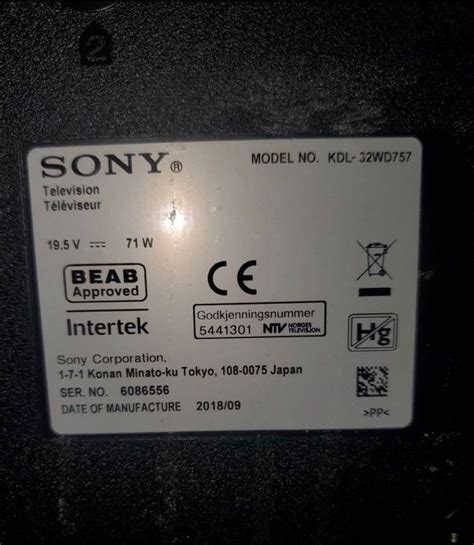 2
SONY®
MODEL NO. KDL-32WD757
Television
Téléviseur
19.5 V ⎓ 71 W
BEAB
Approved
CE
Intertek
Godkjenningsnummer
5441301 NTV NORGES TELEVISJON
Hg
Sony Corporation,
1-7-1 Konan Minato-ku Tokyo, 108-0075 Japan
SER. NO. 6086556
DATE OF MANUFACTURE 2018/09
>PP<